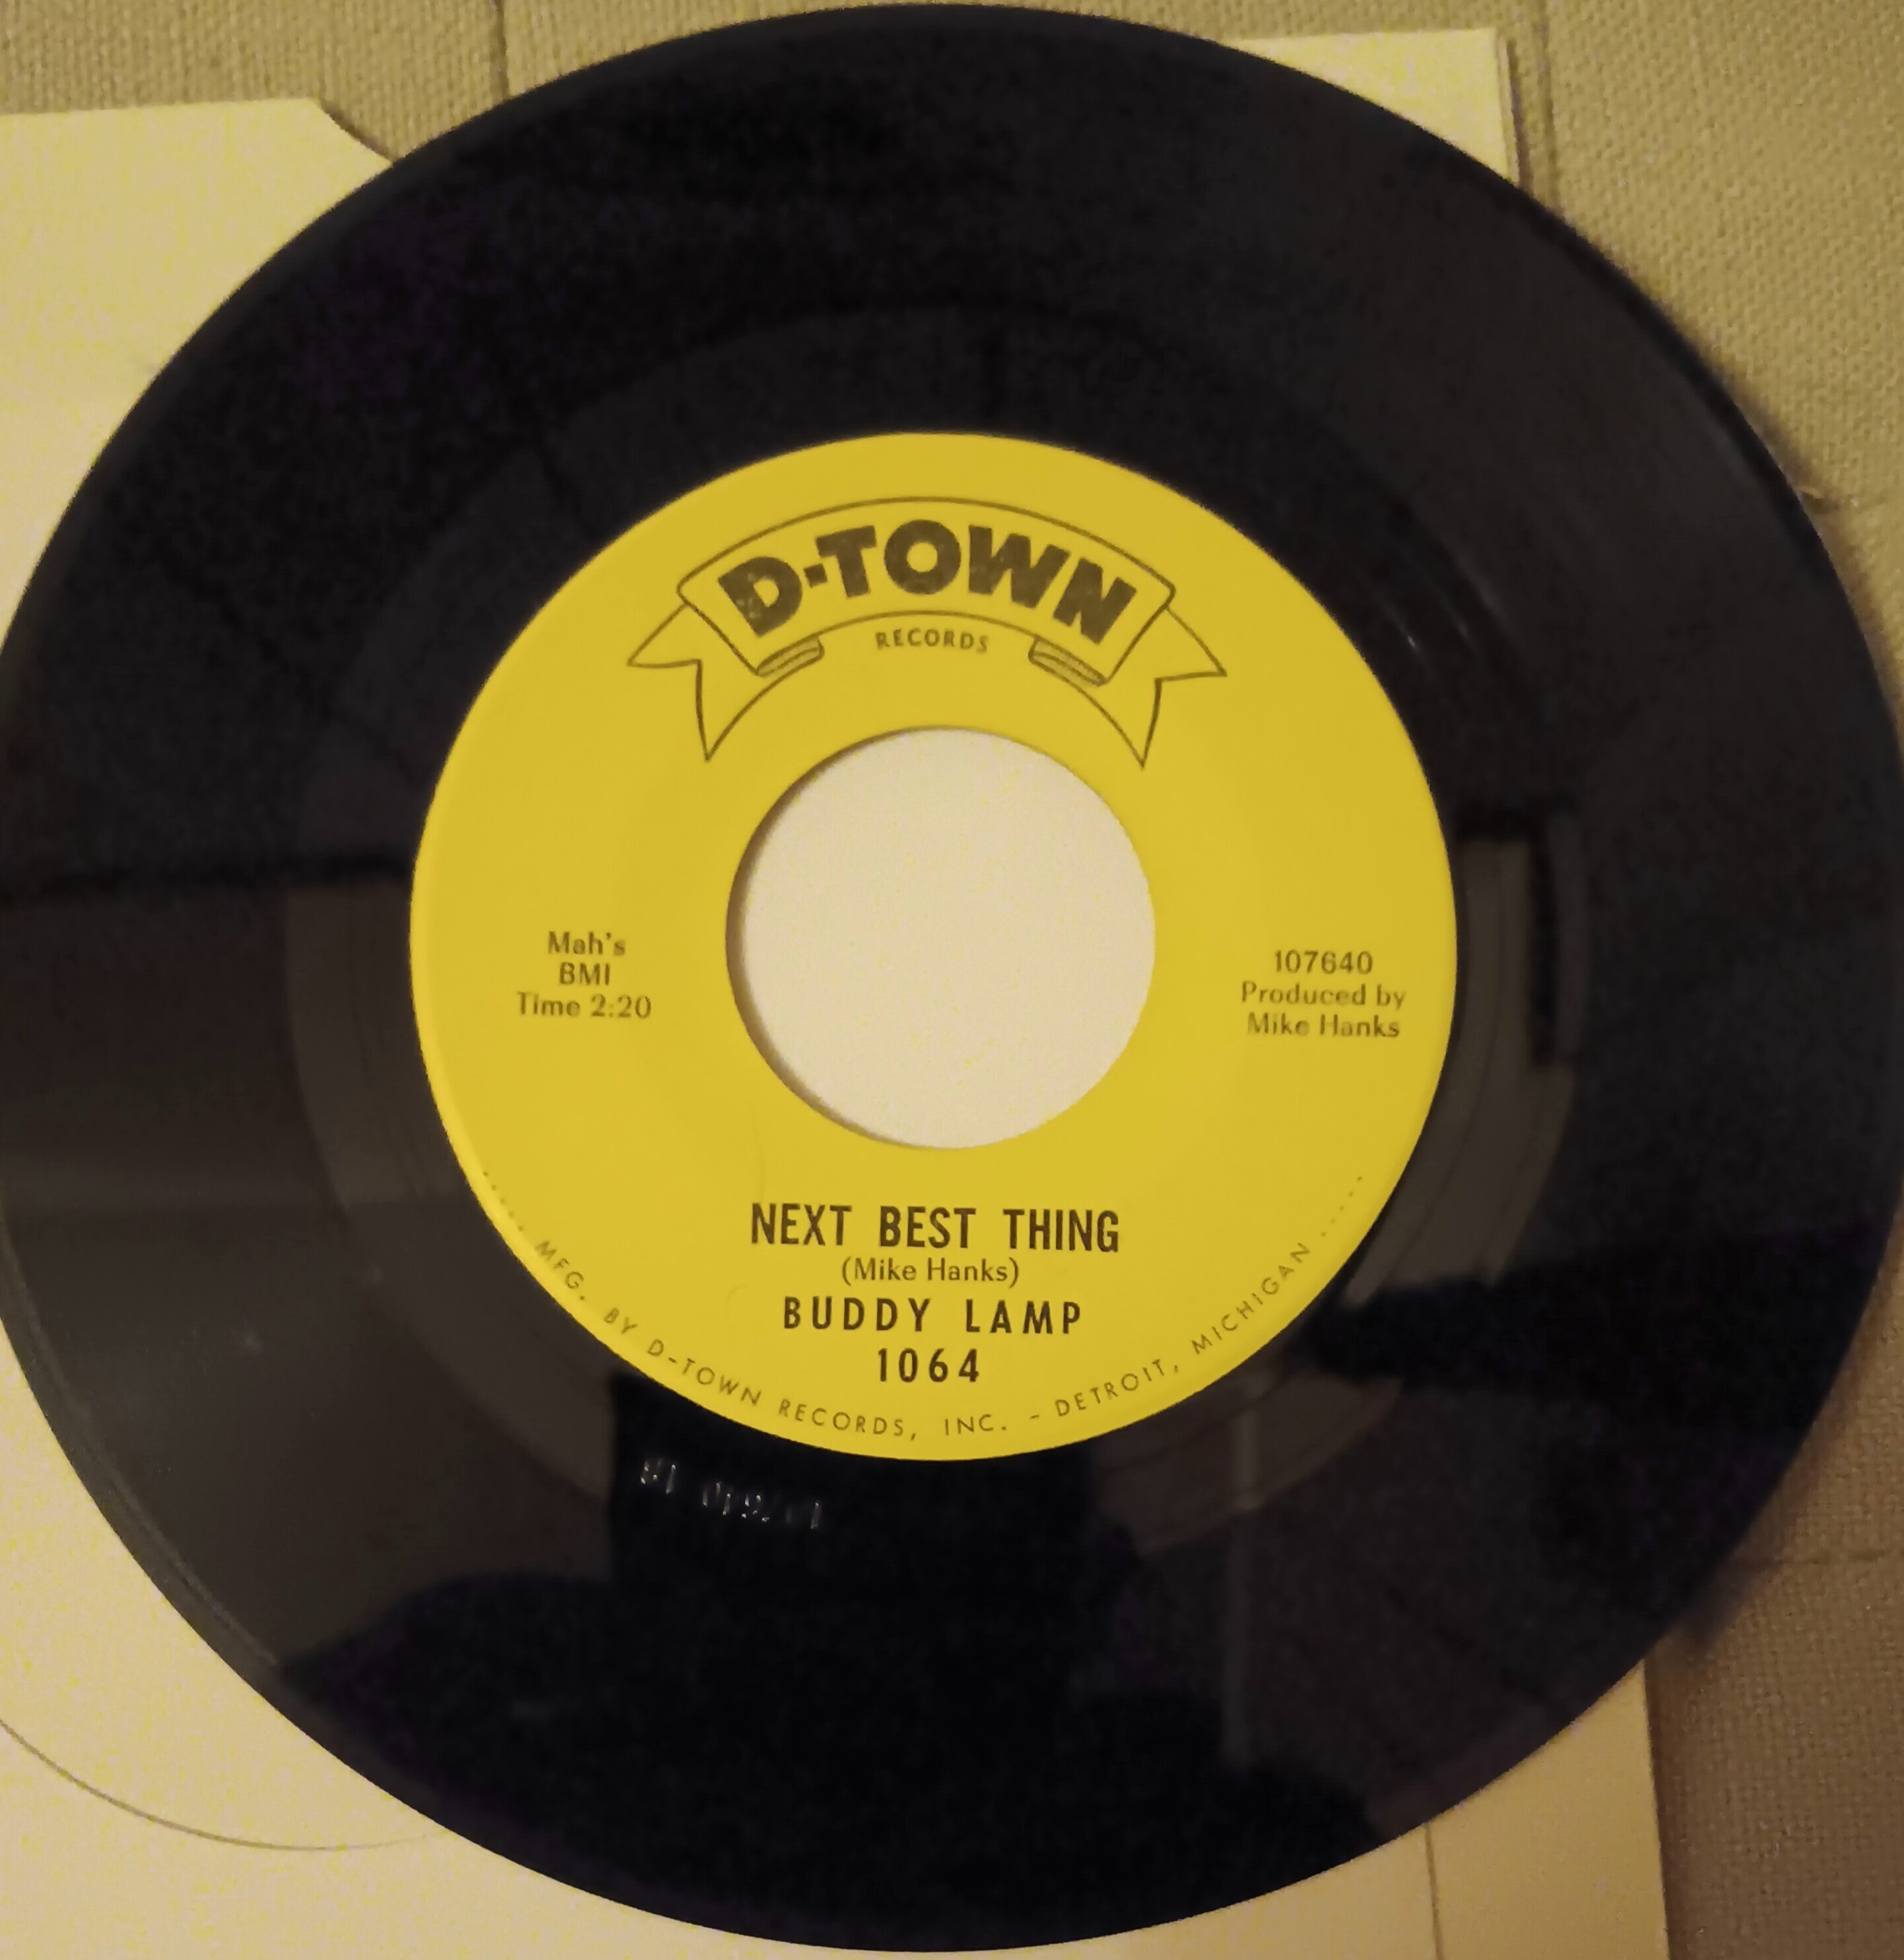 D-TOWN
RECORDS
Mah's
BMI
Time 2:20
107640
Produced by
Mike Hanks
NEXT BEST THING
(Mike Hanks)
BUDDY LAMP
1064
..... MFG. BY D-TOWN RECORDS, INC. - DETROIT, MICHIGAN .....